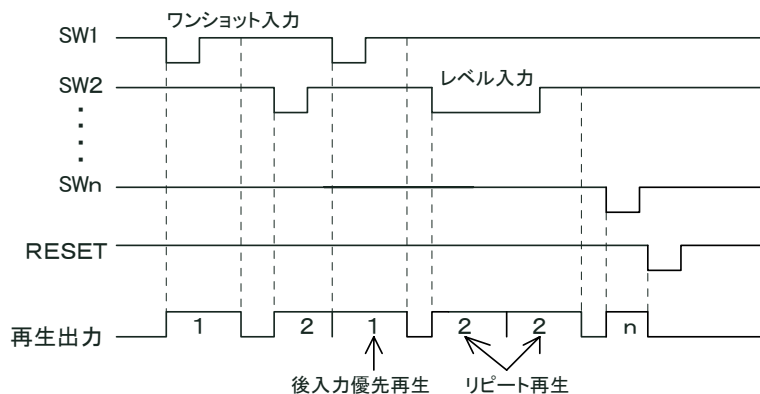 ワンショット入力
SW1
SW2
レベル入力
SWn
RESET
再生出力
1
2
1
2
2
n
後入力優先再生
リピート再生